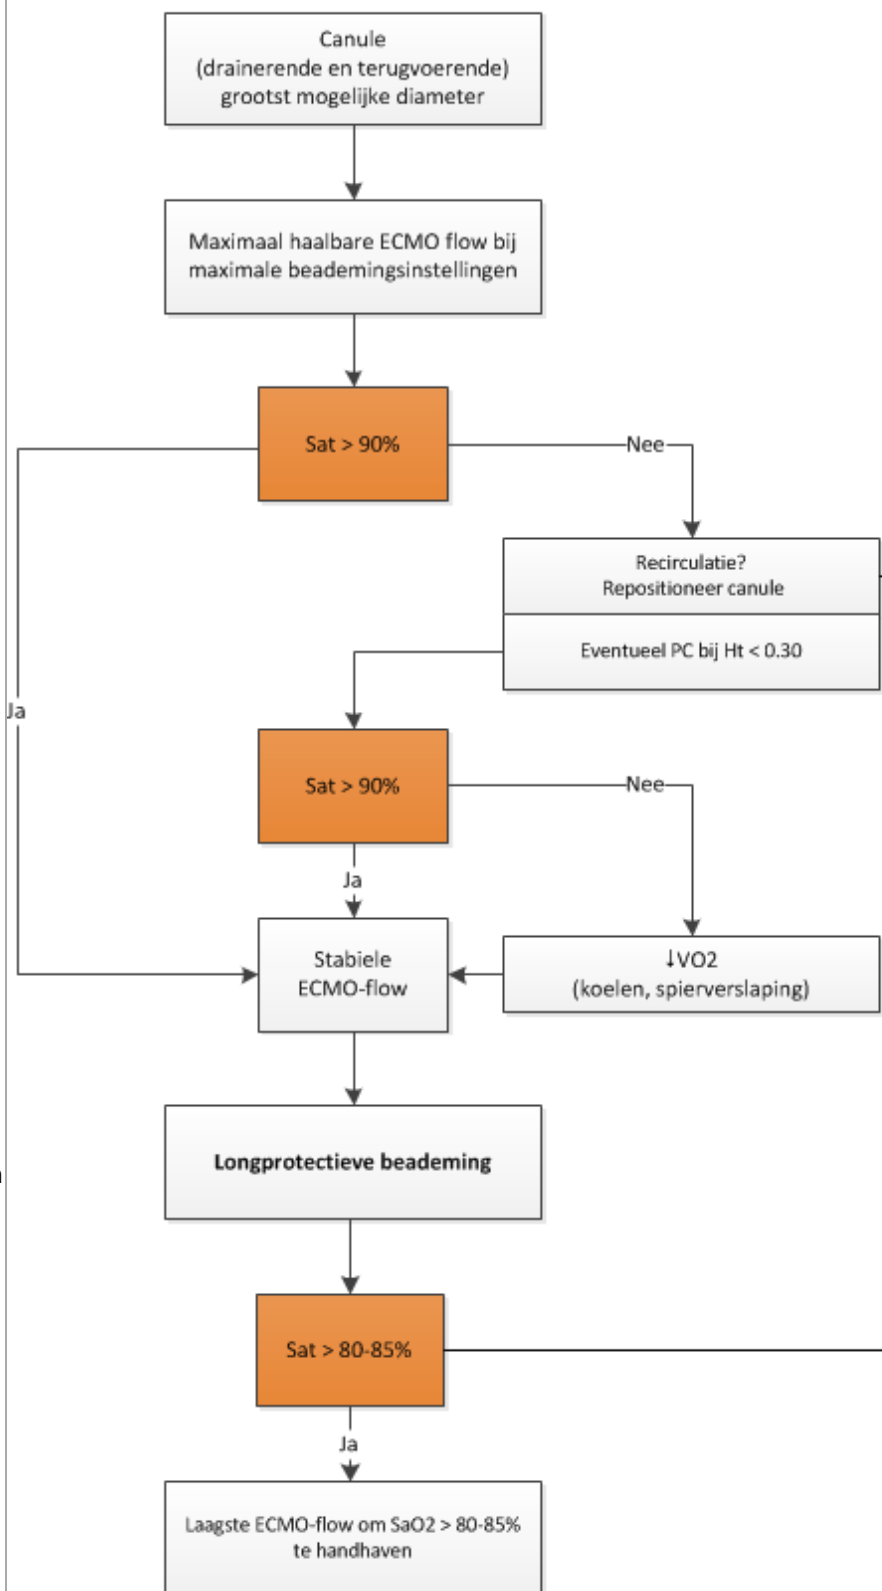 Canule
(drainerende en terugvoerende)
grootst mogelijke diameter
Maximaal haalbare ECMO flow bij
maximale beademingsinstellingen
Sat > 90%
Nee
Recirculatie?
Repositioneer canule
Eventueel PC bij Ht < 0.30
Ja
Sat > 90%
Nee
Ja
Stabiele
ECMO-flow
↓VO2
(koelen, spierverslaping)
Longprotectieve beademing
Sat > 80-85%
Ja
Laagste ECMO-flow om SaO2 > 80-85%
te handhaven